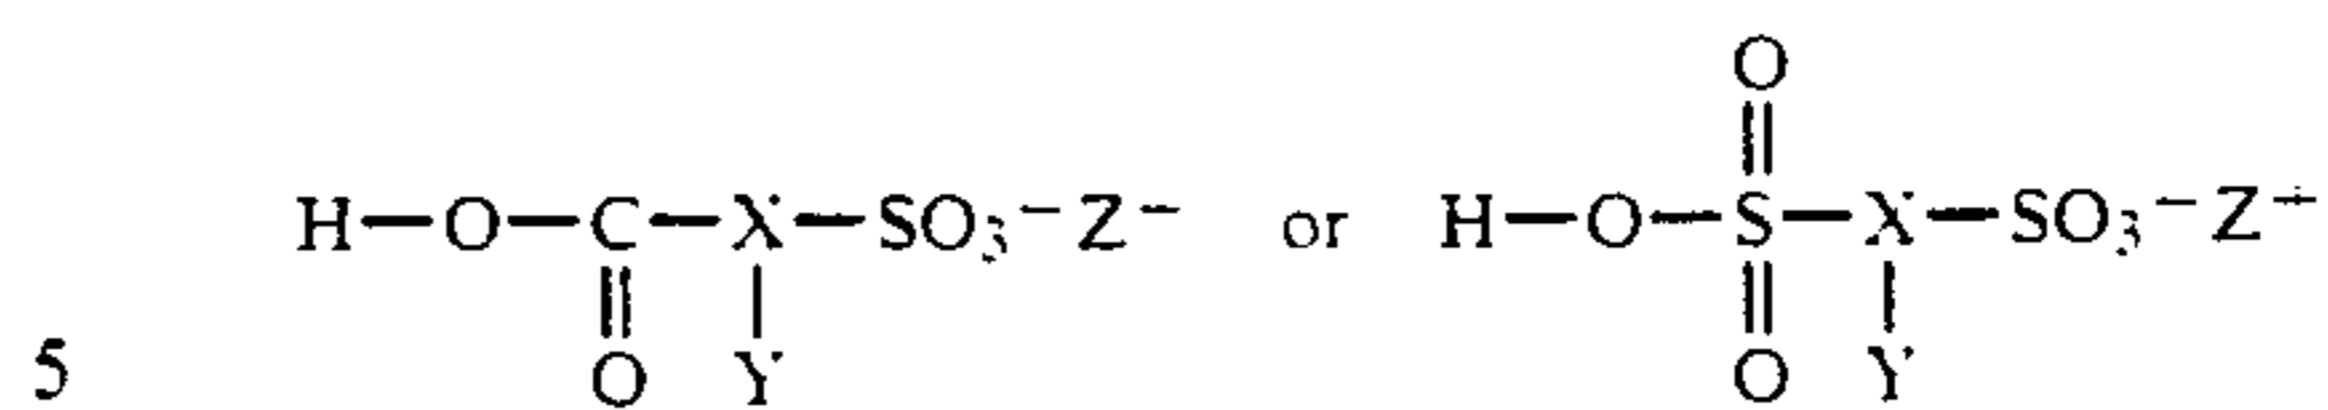 O
H—O—C—X—SO₃⁻Z⁻ or H—O—S—X—SO₃⁻Z⁺
5 O Y O Y